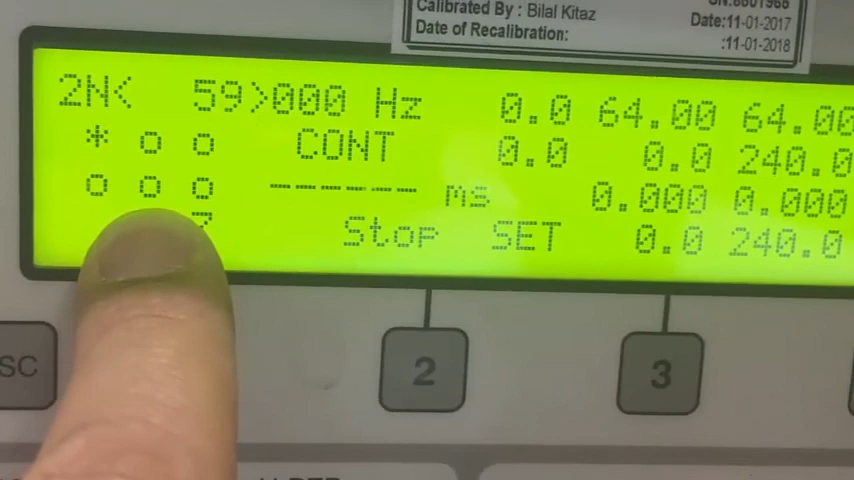 Calibrated By : Bilal Kitaz
Date of Recalibration:
Date:11-01-2017
:11-01-2018
2N< 59>000 Hz 0.0 64.00 64.00
* o o CONT 0.0 0.0 240.0
o o o ------ ms 0.000 0.000
Stop SET 0.0 240.0
SC 2 3